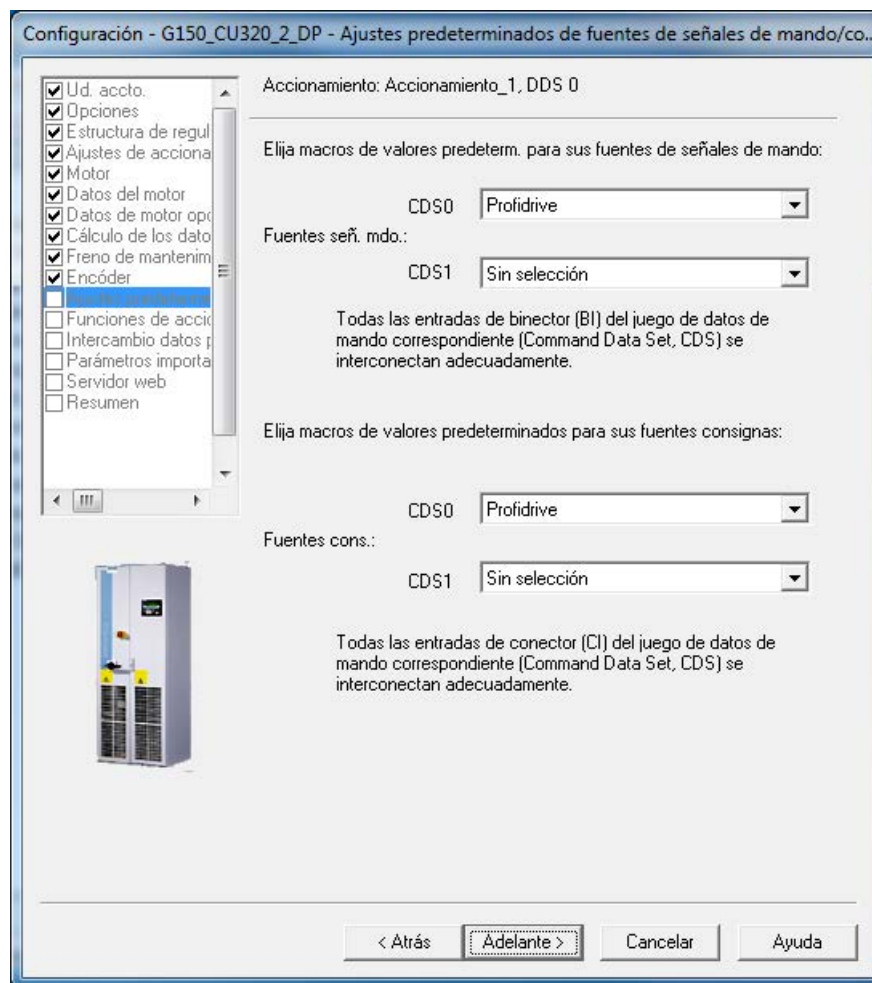 Configuración - G150_CU320_2_DP - Ajustes predeterminados de fuentes de señales de mando/co...
Ud. accto.
Opciones
Estructura de regul
Ajustes de acciona
Motor
Datos del motor
Datos de motor opc
Cálculo de los dato
Freno de mantenim
Encóder
Funciones de accic
Intercambio datos p
Parámetros importa
Servidor web
Resumen
Accionamiento: Accionamiento_1, DDS 0
Elija macros de valores predeterm. para sus fuentes de señales de mando:
CDS0 Profidrive
Fuentes señ. mdo.:
CDS1 Sin selección
Todas las entradas de binector (BI) del juego de datos de
mando correspondiente (Command Data Set, CDS) se
interconectan adecuadamente.
Elija macros de valores predeterminados para sus fuentes consignas:
CDS0 Profidrive
Fuentes cons.:
CDS1 Sin selección
Todas las entradas de conector (CI) del juego de datos de
mando correspondiente (Command Data Set, CDS) se
interconectan adecuadamente.
< Atrás Adelante > Cancelar Ayuda